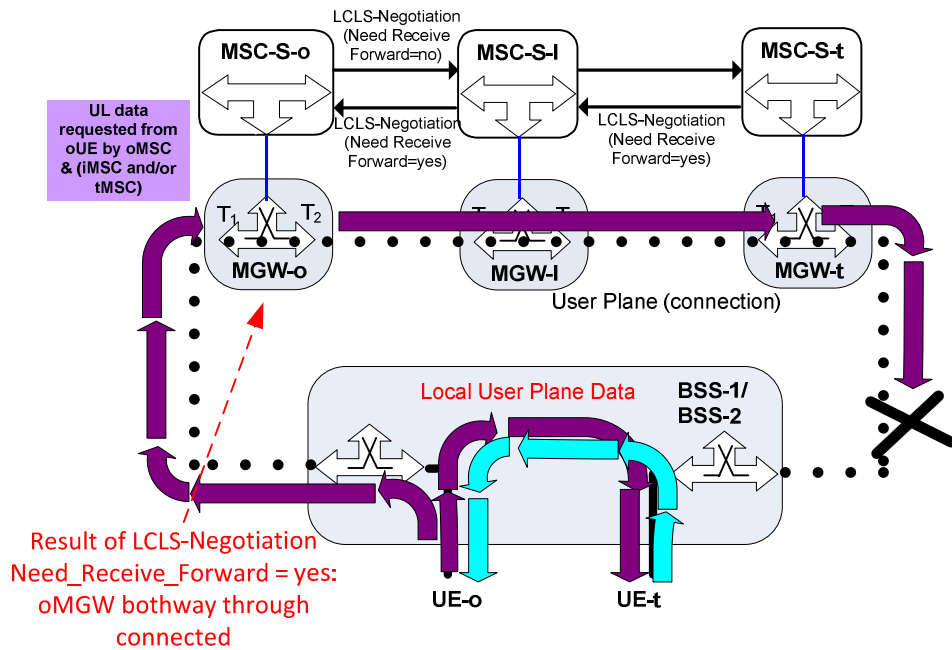 LCLS-Negotiation
(Need Receive
Forward=no)
MSC-S-o
MSC-S-I
MSC-S-t
UL data
requested from
oUE by oMSC
& (iMSC and/or
tMSC)
LCLS-Negotiation
(Need Receive
Forward=yes)
LCLS-Negotiation
(Need Receive
Forward=yes)
T1
T2
MGW-o
MGW-I
MGW-t
User Plane (connection)
Local User Plane Data
BSS-1/
BSS-2
Result of LCLS-Negotiation
Need_Receive_Forward = yes:
oMGW bothway through
connected
UE-o
UE-t